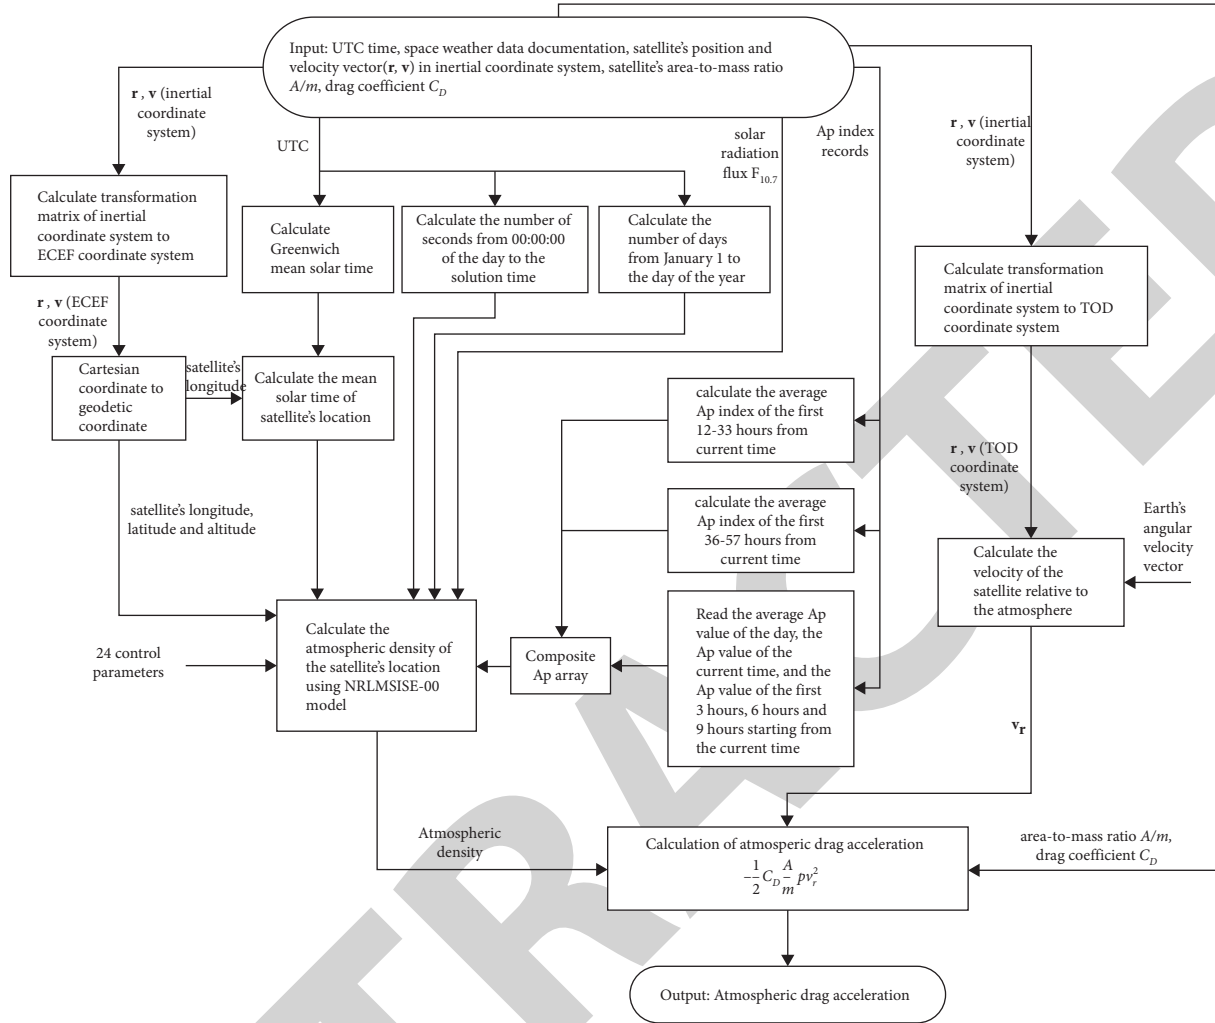 Input: UTC time, space weather data documentation, satellite's position and
velocity vector(r, v) in inertial coordinate system, satellite's area-to-mass ratio
A/m, drag coefficient C_D
r , v (inertial
coordinate
system)
UTC
solar
radiation
flux F_10.7
Ap index
records
r , v (inertial
coordinate
system)
Calculate transformation
matrix of inertial
coordinate system to
ECEF coordinate system
Calculate
Greenwich
mean solar time
Calculate the number of
seconds from 00:00:00
of the day to the
solution time
Calculate the
number of days
from January 1 to
the day of the year
Calculate transformation
matrix of inertial
coordinate system to TOD
coordinate system
r , v (ECEF
coordinate
system)
Cartesian
coordinate to
geodetic
coordinate
satellite's
longitude
Calculate the mean
solar time of
satellite's location
calculate the average
Ap index of the first
12-33 hours from
current time
r , v (TOD
coordinate
system)
satellite's longitude,
latitude and altitude
calculate the average
Ap index of the first
36-57 hours from
current time
Earth's
angular
velocity
vector
Calculate the
velocity of the
satellite relative to
the atmosphere
24 control
parameters
Calculate the
atmospheric density of
the satellite's location
using NRLMSISE-00
model
Composite
Ap array
Read the average Ap
value of the day, the
Ap value of the
current time, and the
Ap value of the first
3 hours, 6 hours and
9 hours starting from
the current time
v_r
Atmospheric
density
Calculation of atmosperic drag acceleration
-1/2 C_D A/m pv_r^2
area-to-mass ratio A/m,
drag coefficient C_D
Output: Atmospheric drag acceleration
RACTED